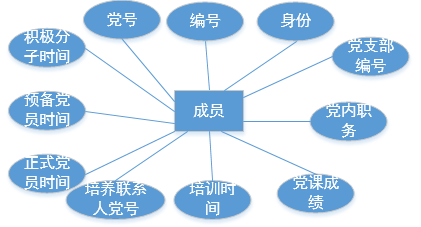 党号
编号
身份
积极分
子时间
党支部
编号
预备党
员时间
成员
党内职
务
正式党
员时间
培养联系
人党号
培训时
间
党课成
绩